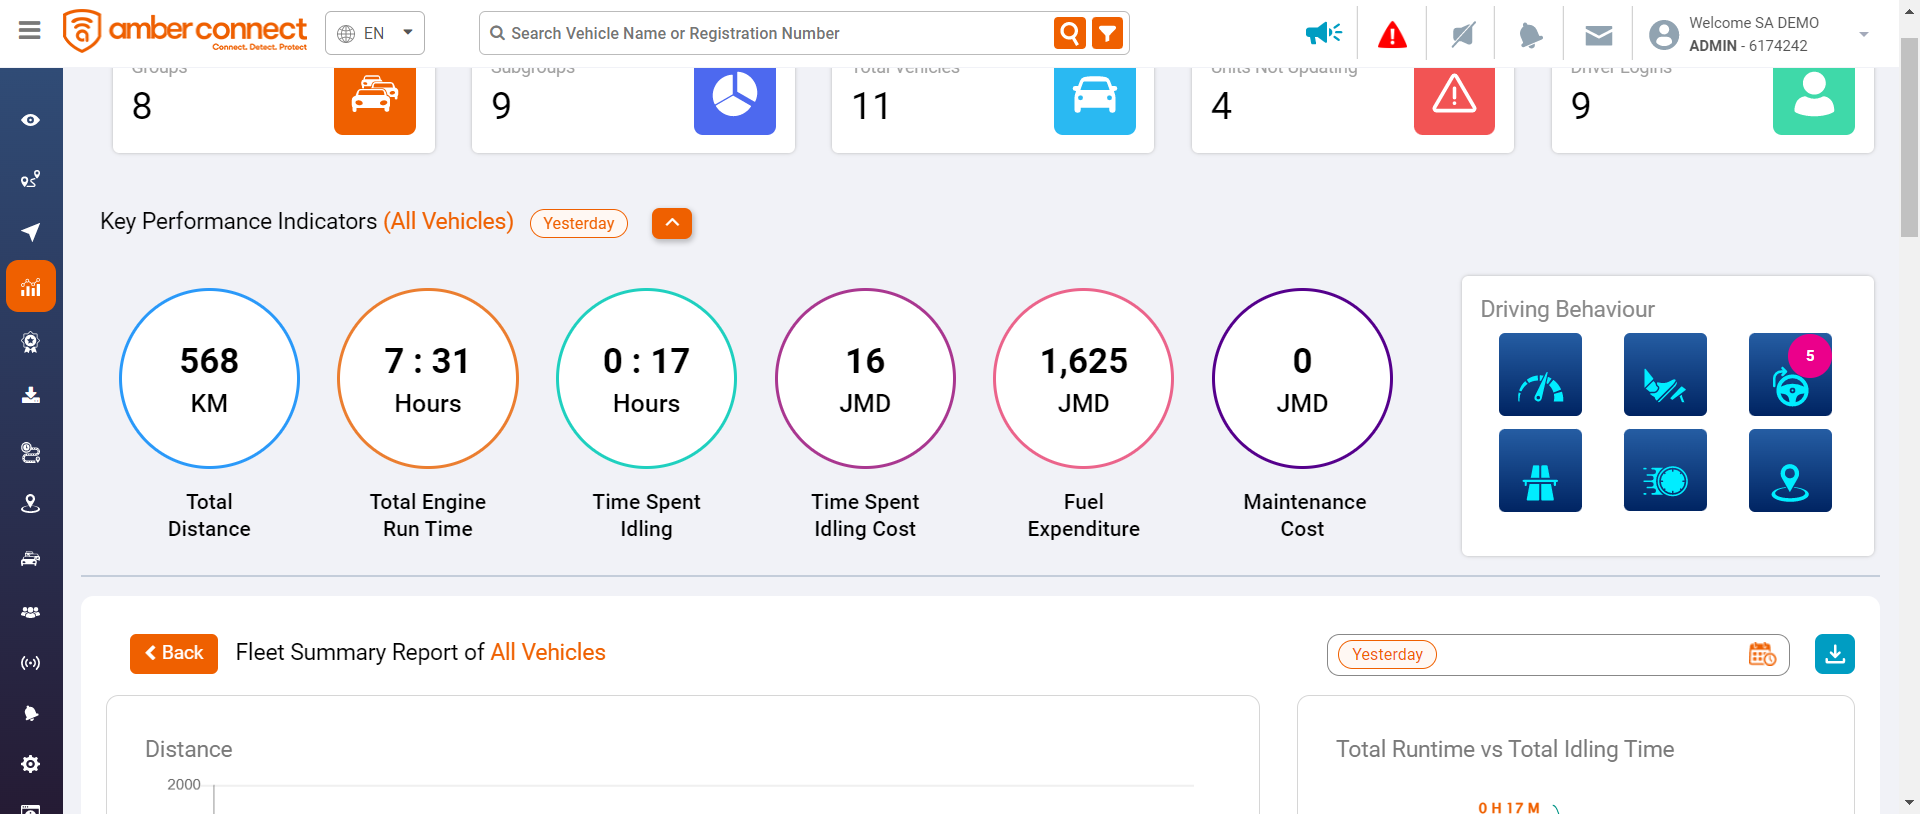 amber connect
Connect. Detect. Protect
EN
Search Vehicle Name or Registration Number
Welcome SA DEMO
ADMIN - 6174242
Groups
8
Subgroups
9
Total Vehicles
11
Units Not Updating
4
Driver Logins
9
Key Performance Indicators (All Vehicles)
Yesterday
568
KM
Total
Distance
7 : 31
Hours
Total Engine
Run Time
0 : 17
Hours
Time Spent
Idling
16
JMD
Time Spent
Idling Cost
1,625
JMD
Fuel
Expenditure
0
JMD
Maintenance
Cost
Driving Behaviour
5
Back
Fleet Summary Report of All Vehicles
Yesterday
Distance
2000
Total Runtime vs Total Idling Time
0 H 17 M